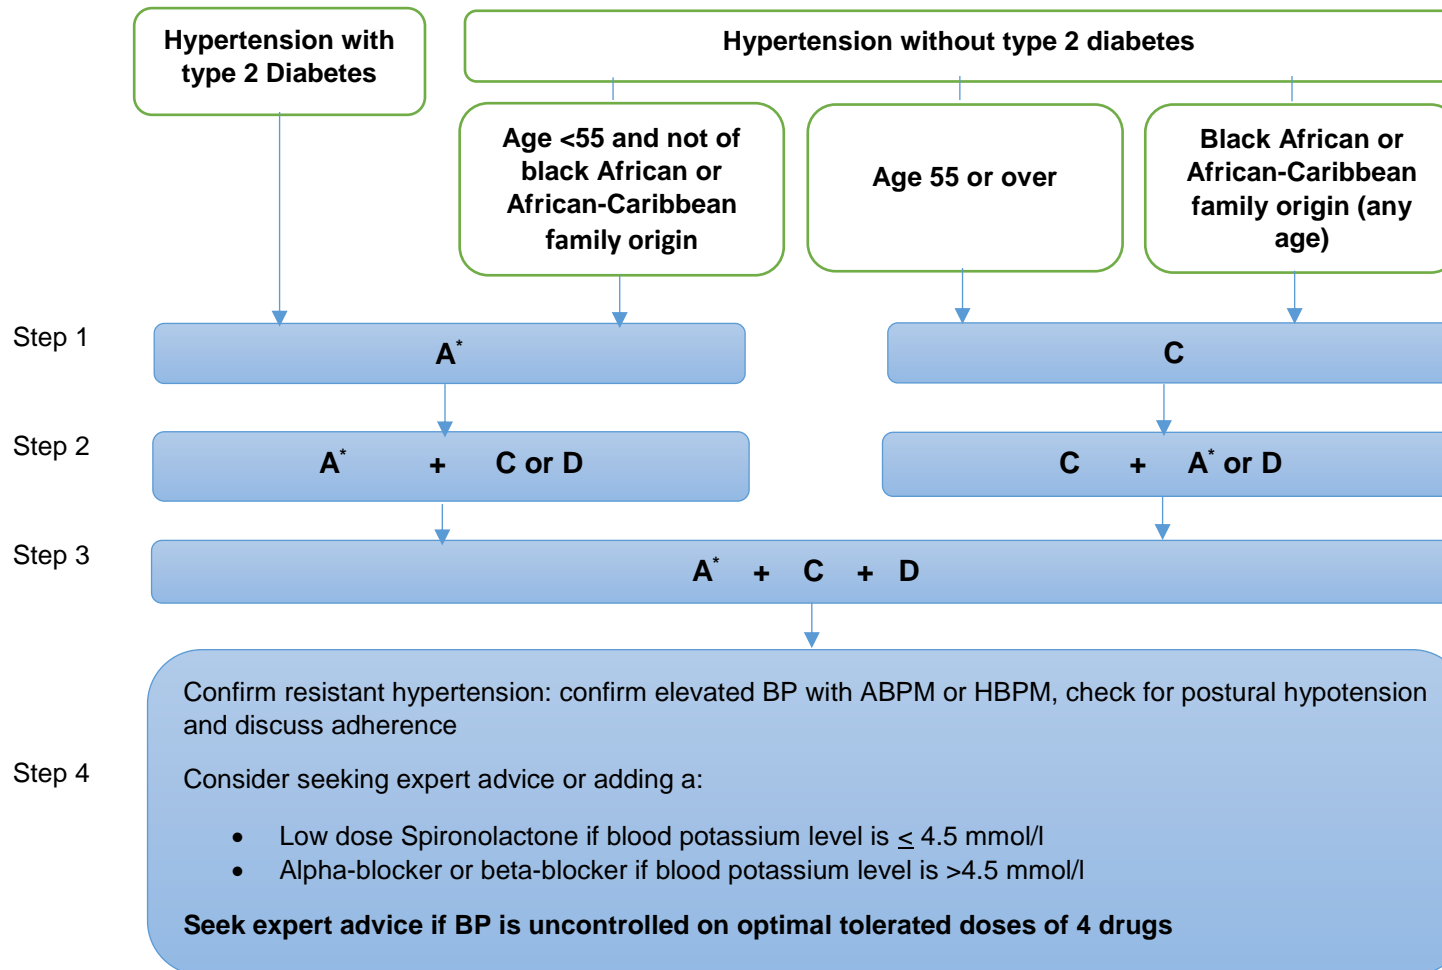 Hypertension with
type 2 Diabetes
Hypertension without type 2 diabetes
Age <55 and not of
black African or
African-Caribbean
family origin
Age 55 or over
Black African or
African-Caribbean
family origin (any
age)
Step 1
A*
C
Step 2
A* + C or D
C + A* or D
Step 3
A* + C + D
Step 4
Confirm resistant hypertension: confirm elevated BP with ABPM or HBPM, check for postural hypotension
and discuss adherence
Consider seeking expert advice or adding a:
• Low dose Spironolactone if blood potassium level is ≤ 4.5 mmol/l
• Alpha-blocker or beta-blocker if blood potassium level is >4.5 mmol/l
Seek expert advice if BP is uncontrolled on optimal tolerated doses of 4 drugs